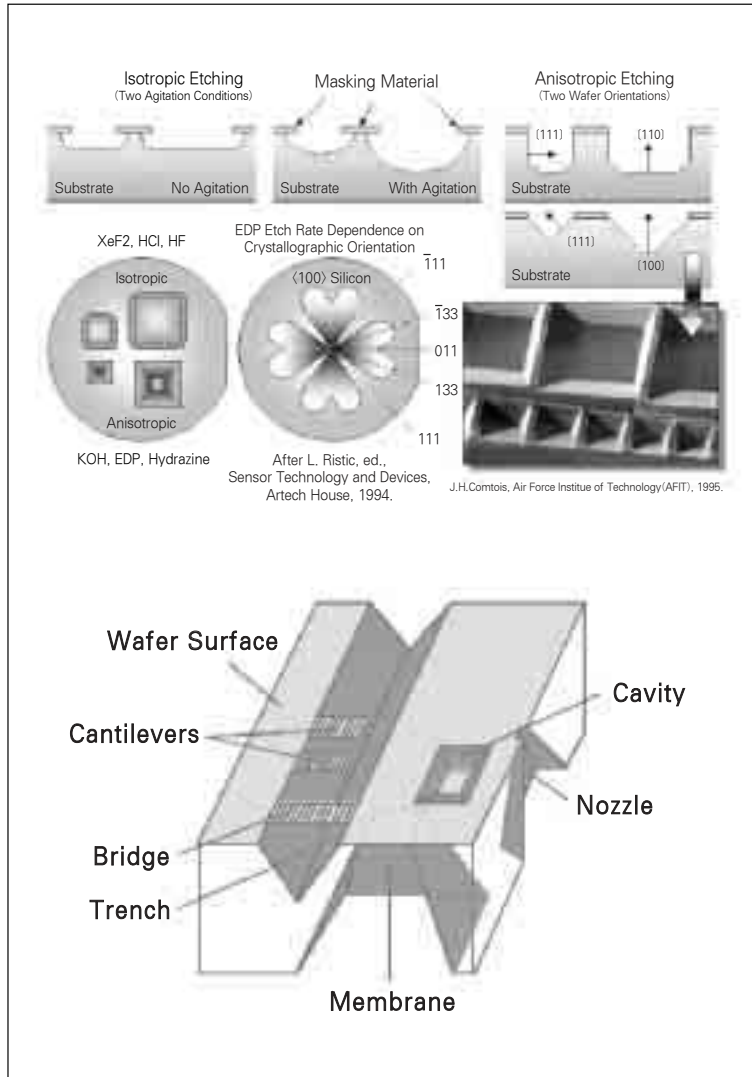 Isotropic Etching
(Two Agitation Conditions)
Masking Material
Anisotropic Etching
(Two Wafer Orientations)
Substrate
No Agitation
Substrate
With Agitation
(111)
(110)
Substrate
(111)
(100)
Substrate
XeF2, HCl, HF
Isotropic
Anisotropic
KOH, EDP, Hydrazine
EDP Etch Rate Dependence on
Crystallographic Orientation
⟨100⟩ Silicon
1̅11
1̅33
011
133
111
After L. Ristic, ed.,
Sensor Technology and Devices,
Artech House, 1994.
J.H.Comtois, Air Force Institue of Technology(AFIT), 1995.
Wafer Surface
Cantilevers
Bridge
Trench
Membrane
Cavity
Nozzle